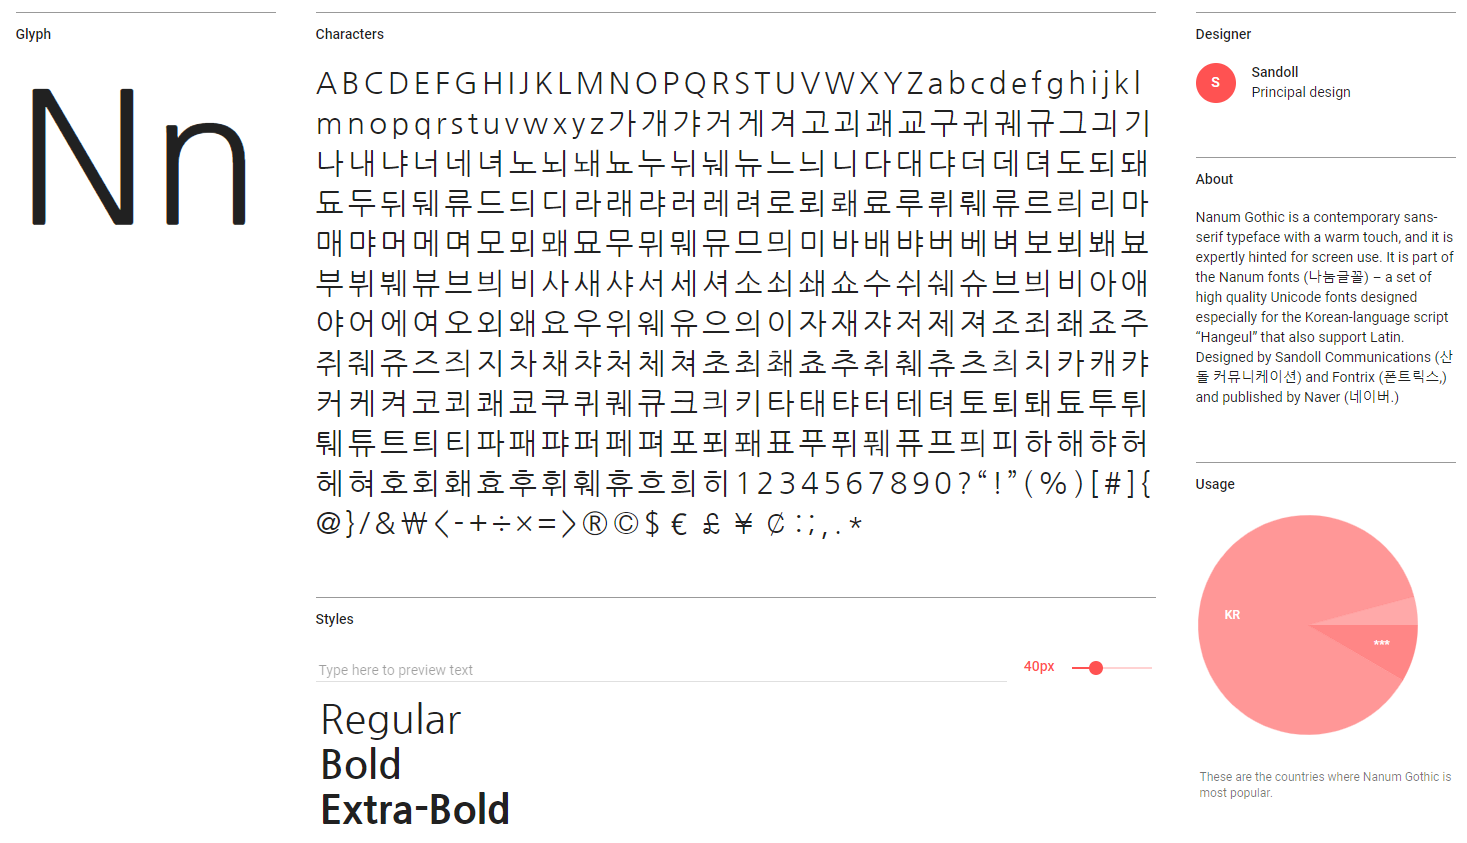 Glyph
Nn
Characters
ABCDEFGHIJKLMNOPQRSTUVWXYZabcdefghijkl
mnopqrstuvwxyz가개갸거게겨고괴괘교구귀궤규그긔기
나내냐너네녀노뇌놰뇨누뉘눼뉴느늬니다대댜더데뎌도되돼
됴두뒤뒈류드듸디라래랴러레려로뢰뢔료루뤼뤠류르릐리마
매먀머메며모뫼뫠묘무뮈뭬뮤므믜미바배뱌버베벼보뵈봬뵤
부뷔붸뷰브븨비사새샤서세셔소쇠쇄쇼수쉬쉐슈브븨비아애
야어에여오외왜요우위웨유으의이자재쟈저제져조죄좨죠주
쥐줴쥬즈즤지차채챠처체쳐초최쵀쵸추취췌츄츠츼치카캐캬
커케켜코쾨쾌쿄쿠퀴퀘큐크킈키타태탸터테텨토퇴퇘툐투튀
퉤튜트틔티파패퍄퍼페펴포푀퐤표푸퓌풰퓨프픠피하해햐허
헤혀호회홰효후휘훼휴흐희히1234567890?“!”(%)[#]{
@}/&₩〈-+÷×=〉®©$€£¥¢:;,.*
Styles
Type here to preview text
40px
Regular
Bold
Extra-Bold
Designer
S
Sandoll
Principal design
About
Nanum Gothic is a contemporary sans-
serif typeface with a warm touch, and it is
expertly hinted for screen use. It is part of
the Nanum fonts (나눔글꼴) – a set of
high quality Unicode fonts designed
especially for the Korean-language script
“Hangeul” that also support Latin.
Designed by Sandoll Communications (산
돌 커뮤니케이션) and Fontrix (폰트릭스,)
and published by Naver (네이버.)
Usage
KR
***
These are the countries where Nanum Gothic is
most popular.